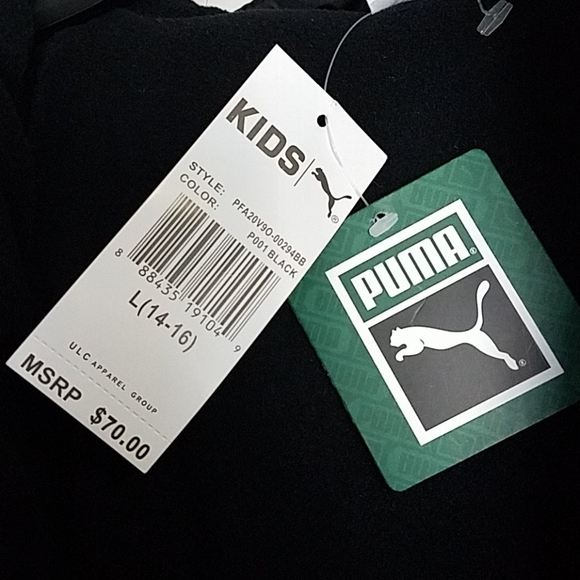 KIDS
STYLE: PFA20V9O-00294BB
COLOR: P001 BLACK
8 88435 19104 9
L(14-16)
ULC APPAREL GROUP
MSRP $70.00
PUMA